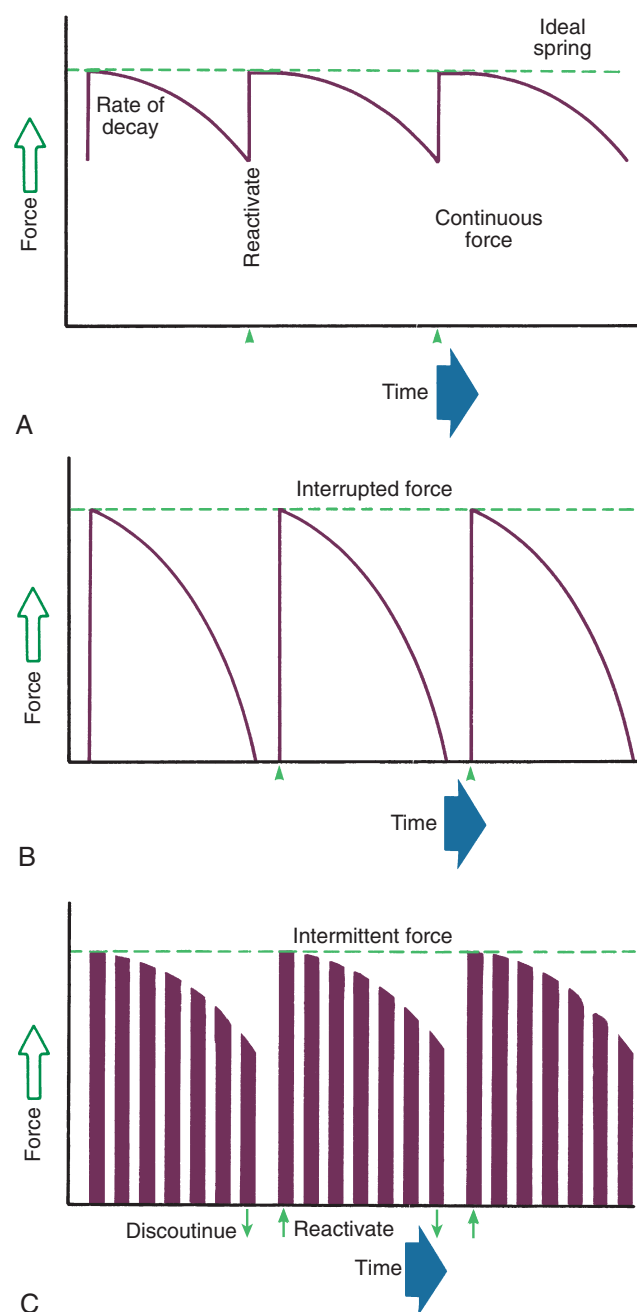 Ideal
spring
Rate of
decay
Reactivate
Continuous
force
Force
Time
A
Interrupted force
Force
Time
B
Intermittent force
Force
Discoutinue
Reactivate
Time
C